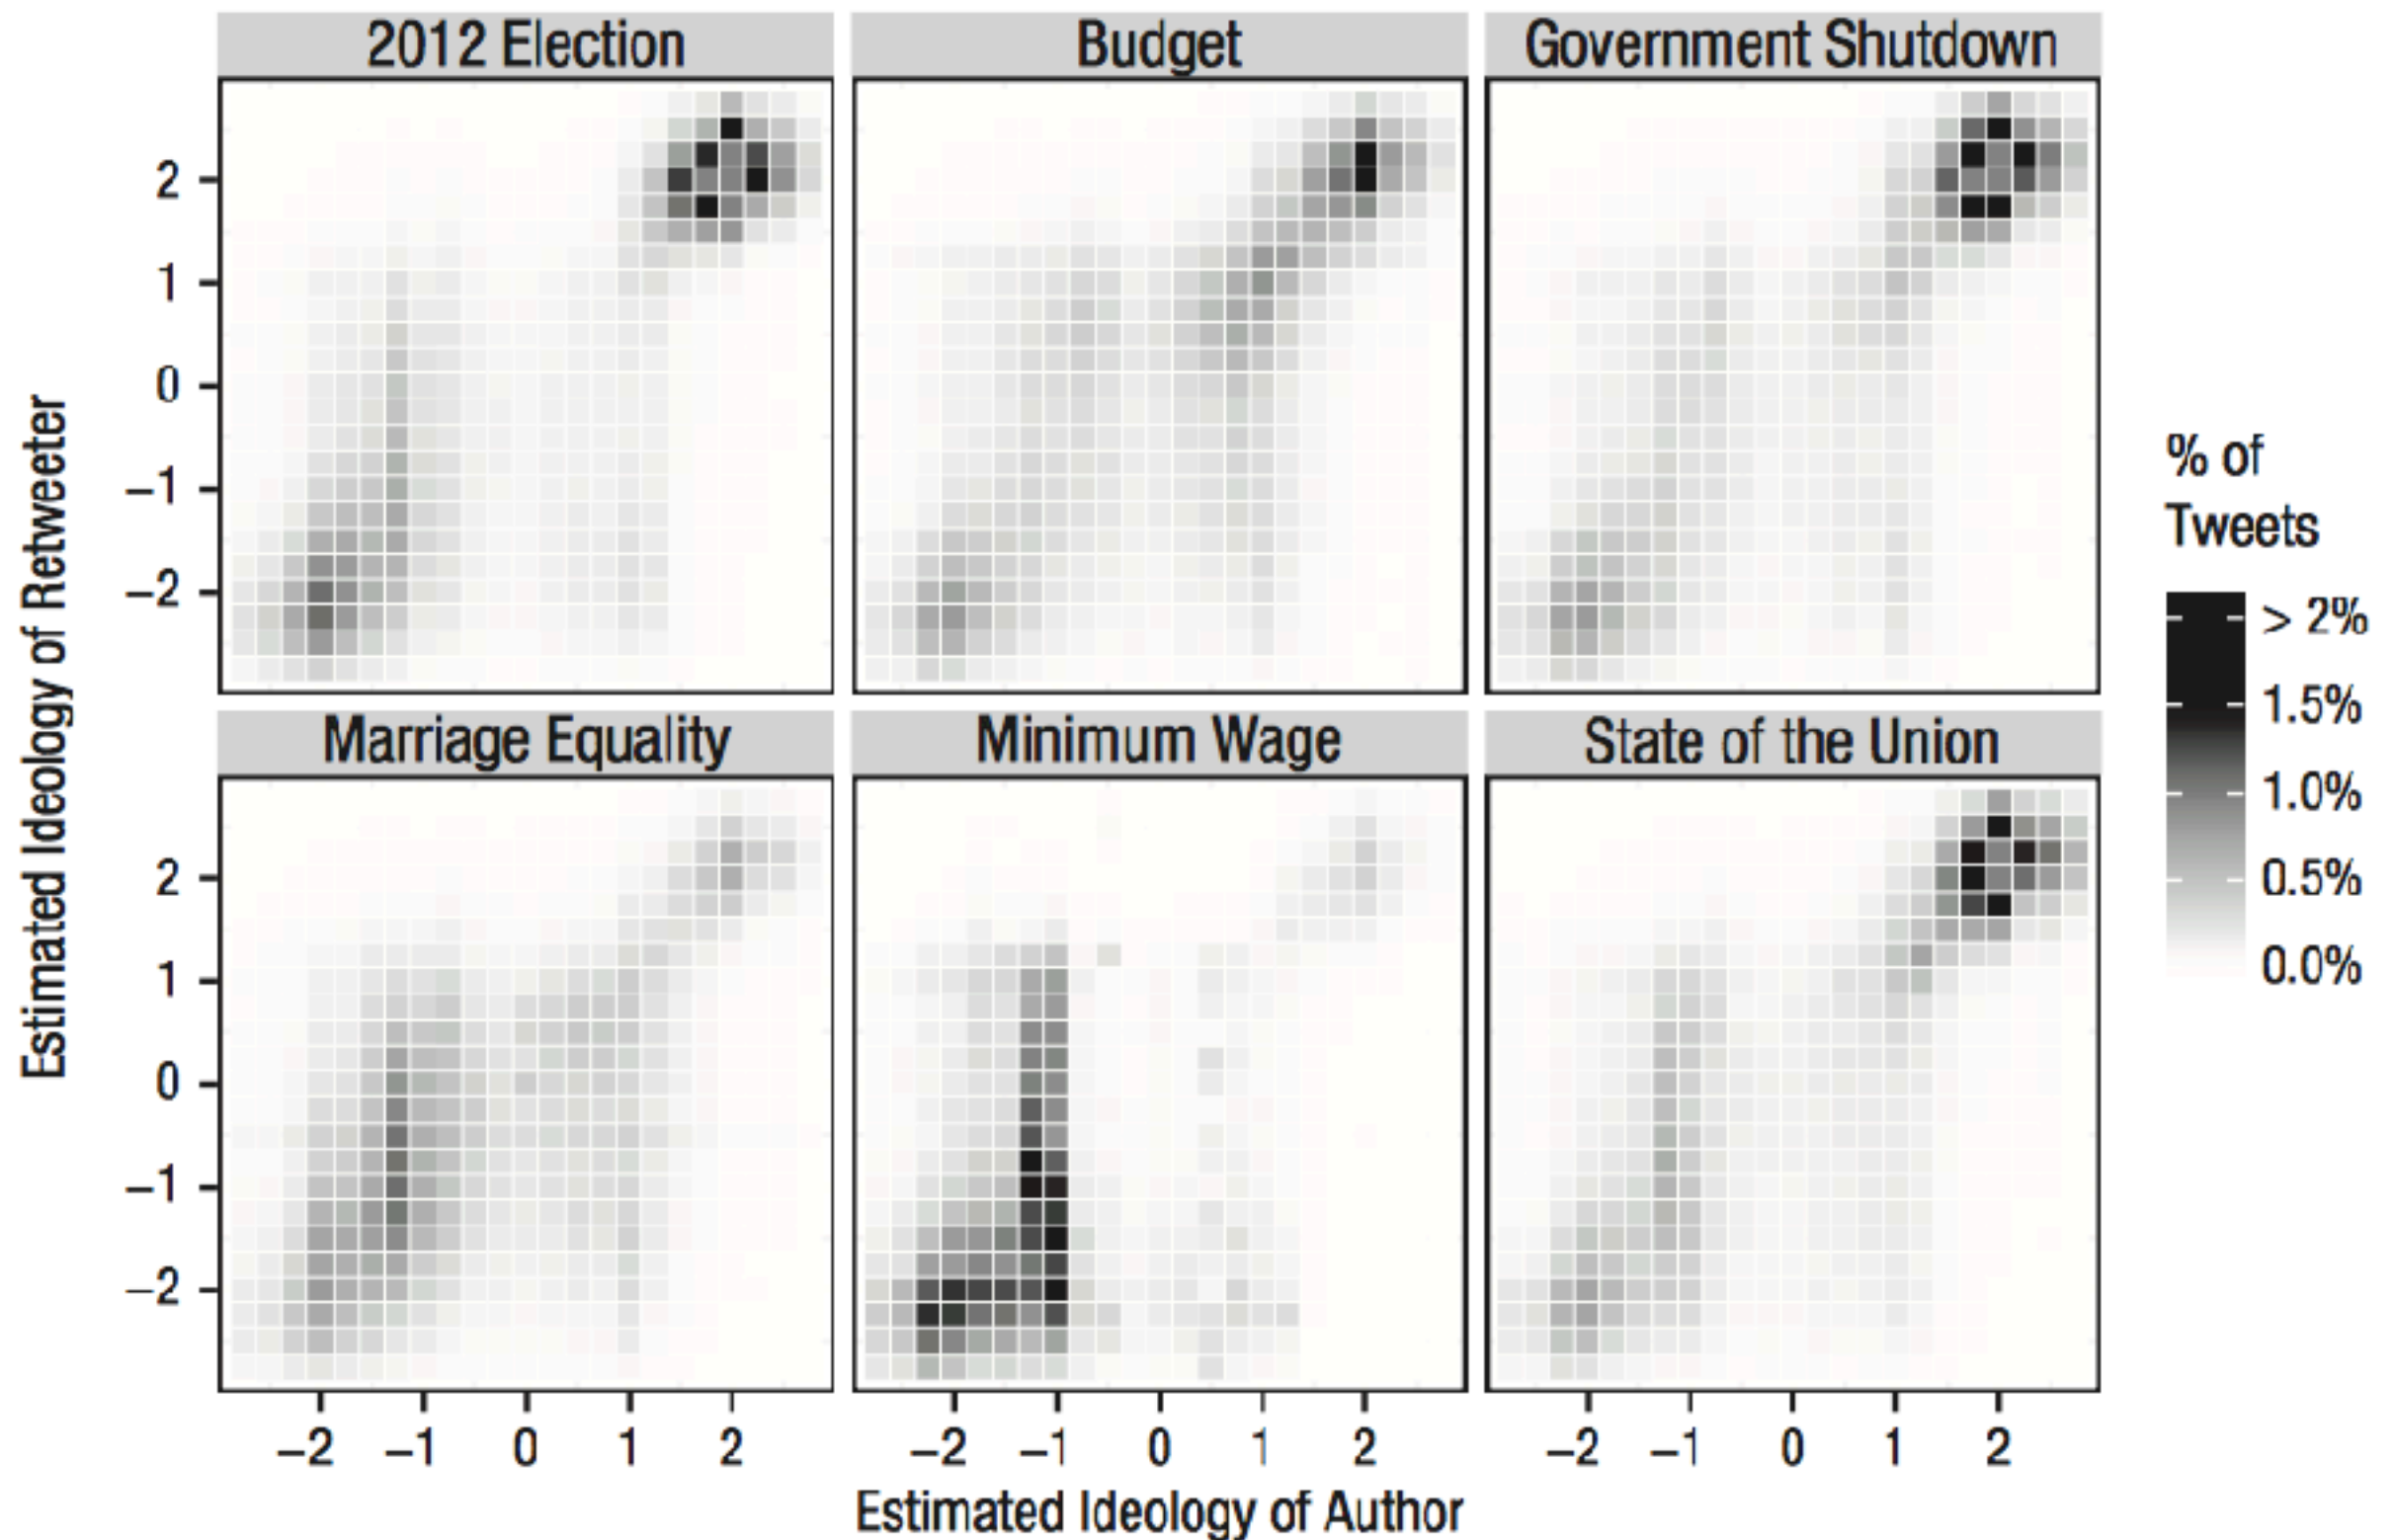 2012 Election
Budget
Government Shutdown
2
1
0
−1
−2
Marriage Equality
Minimum Wage
State of the Union
2
1
0
−1
−2
−2 −1 0 1 2
−2 −1 0 1 2
−2 −1 0 1 2
Estimated Ideology of Retweeter
Estimated Ideology of Author
% of
Tweets
> 2%
1.5%
1.0%
0.5%
0.0%